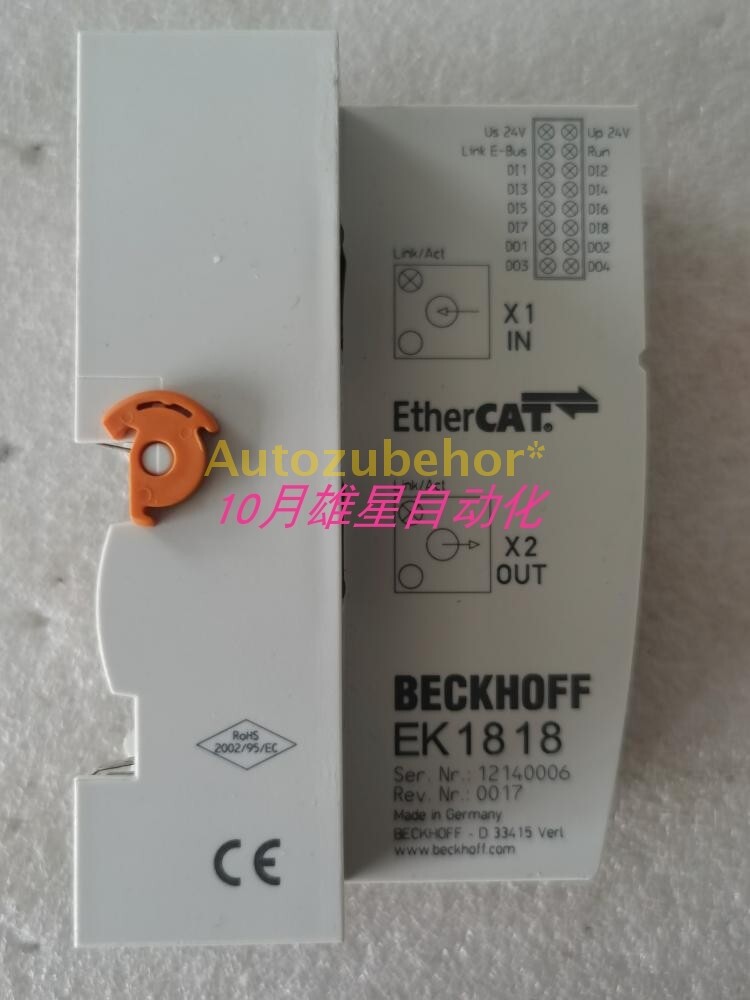 Us 24V Up 24V
Link E-Bus Run
DI1 DI2
DI3 DI4
DI5 DI6
DI7 DI8
DO1 DO2
DO3 DO4
Link/Act
X1
IN
EtherCAT®
Autozubehor*
Link/Act
10月雄星自动化
X2
OUT
BECKHOFF
EK1818
Ser. Nr.: 12140006
Rev. Nr.: 0017
Made in Germany
BECKHOFF - D 33415 Verl
www.beckhoff.com
RoHS
2002/95/EC
CE